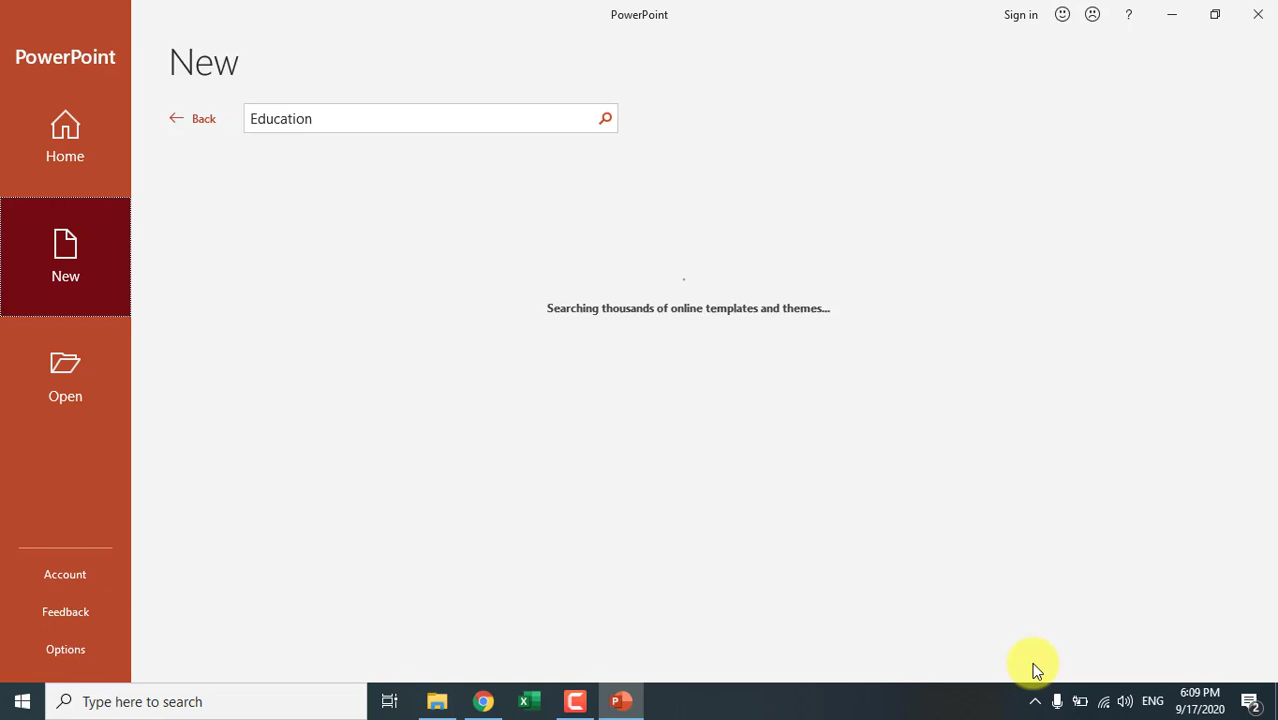 PowerPoint
Sign in
?
PowerPoint
New
Back
Education
Home
New
Searching thousands of online templates and themes...
Open
Account
Feedback
Options
Type here to search
ENG
6:09 PM
9/17/2020
2